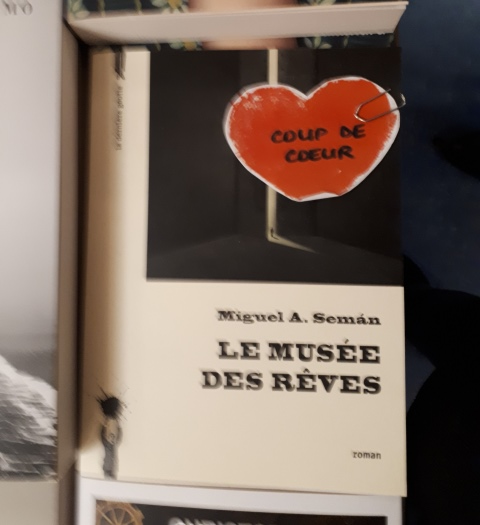 COUP DE
COEUR
Miguel A. Semán
LE MUSÉE
DES RÊVES
roman